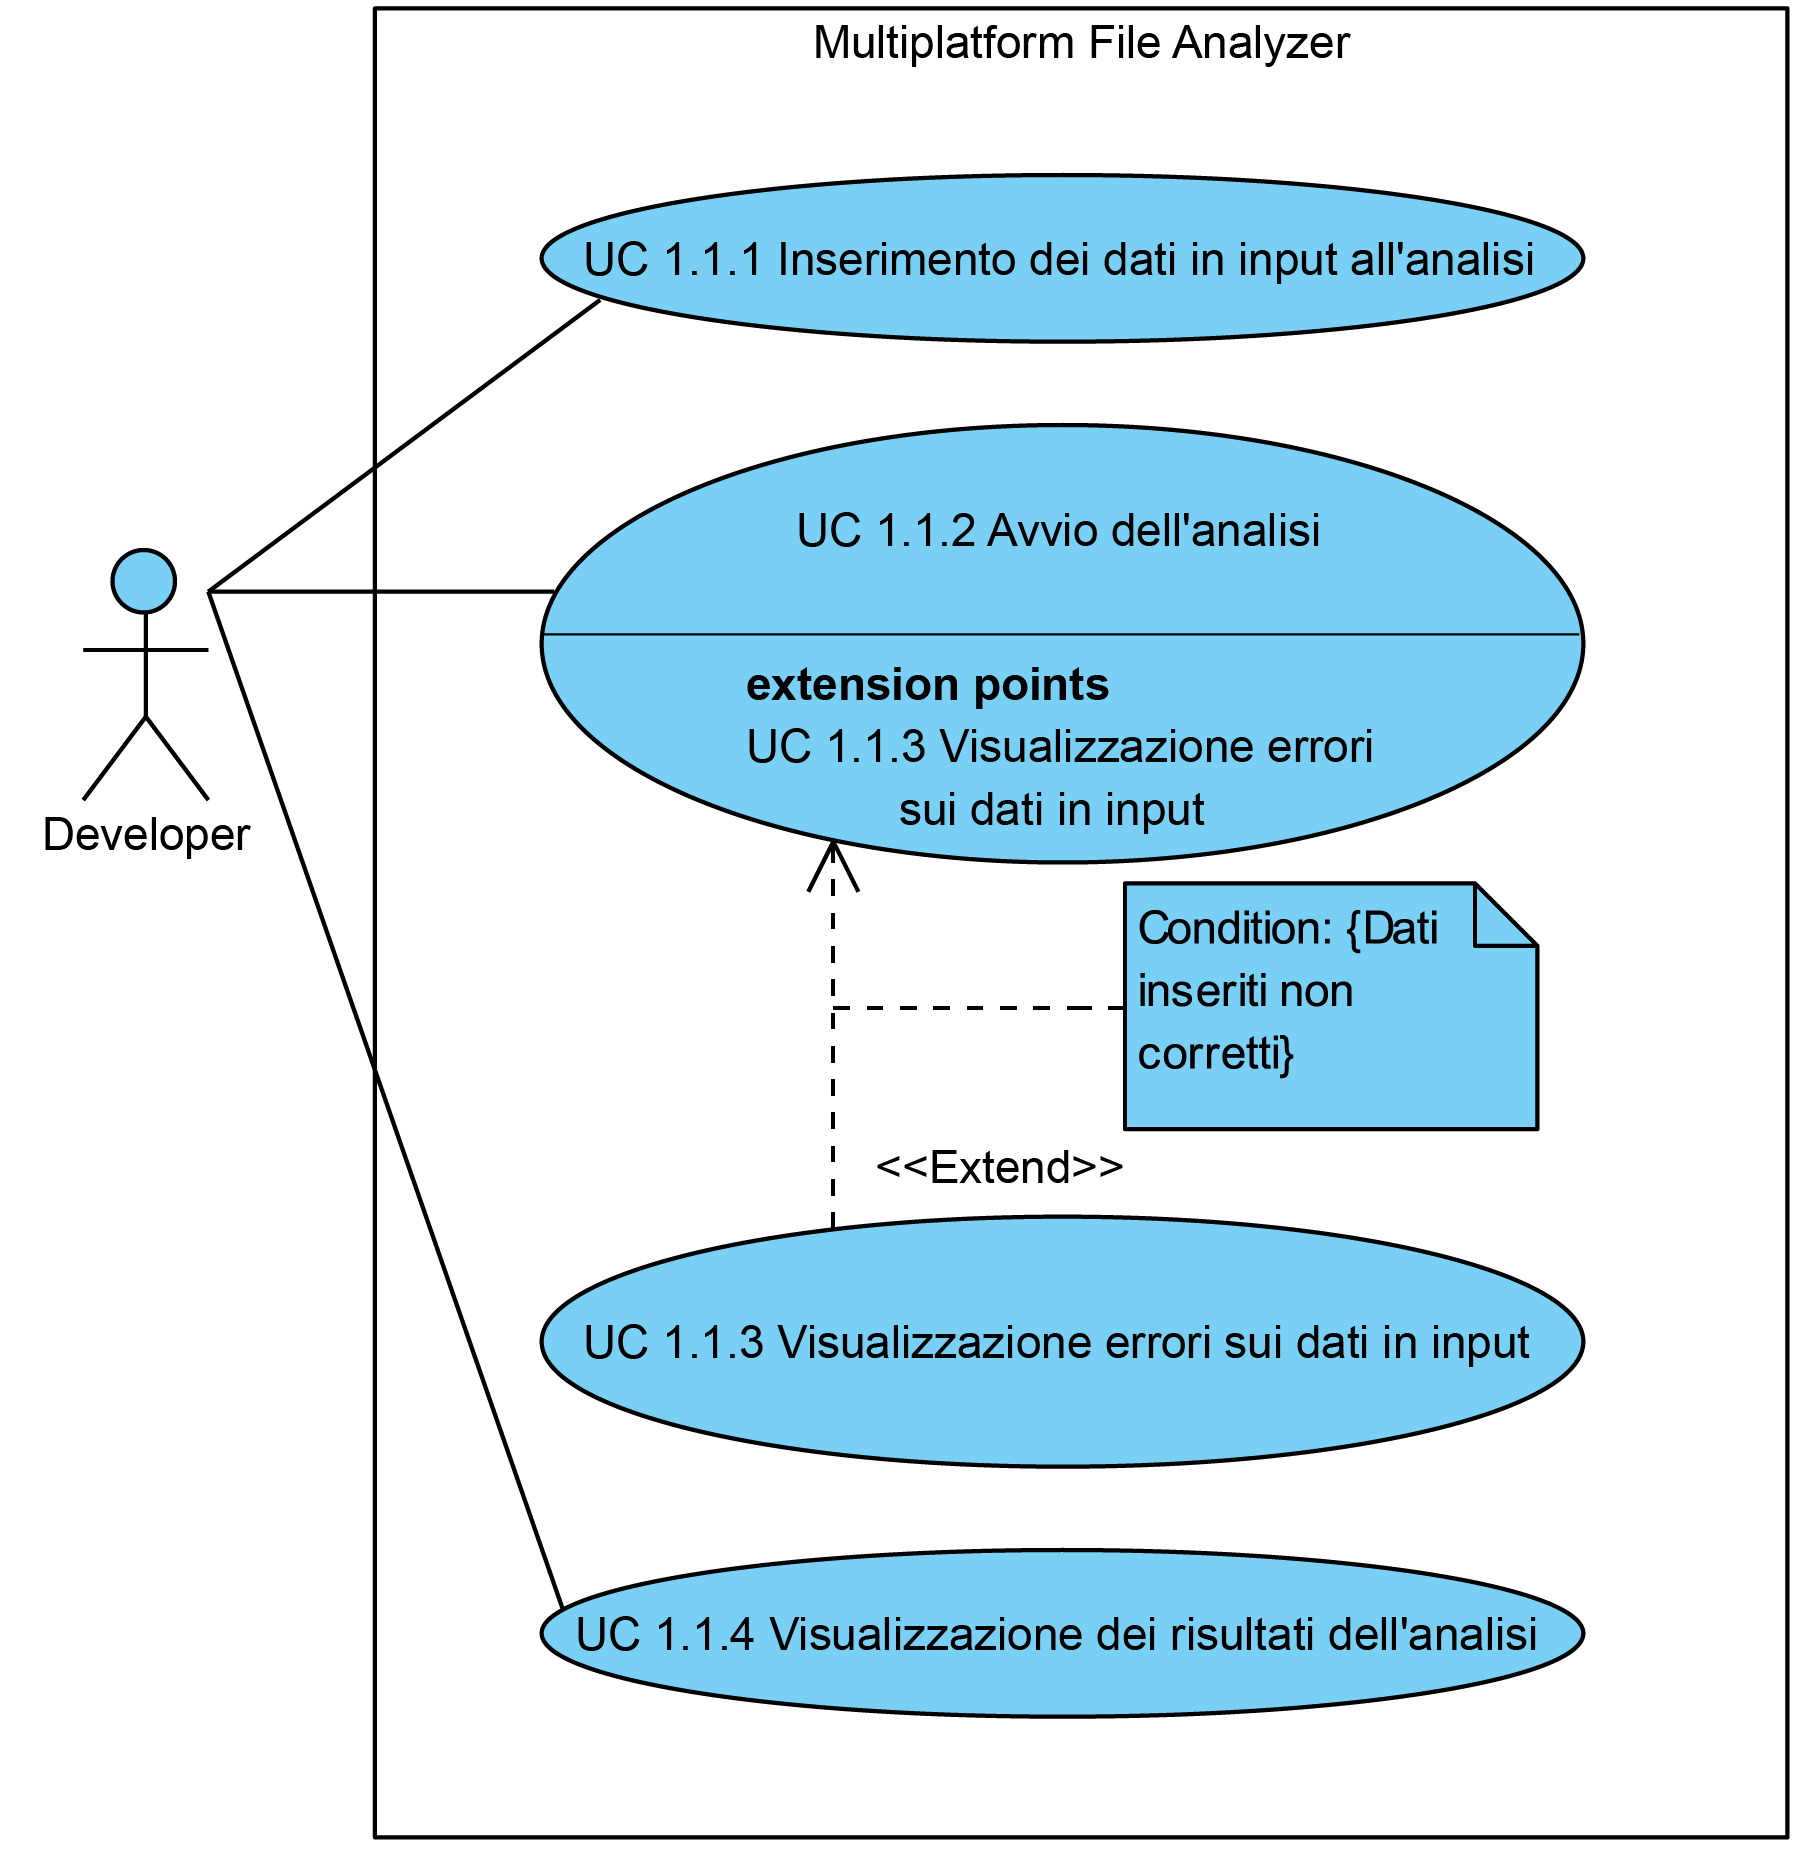 Multiplatform File Analyzer
UC 1.1.1 Inserimento dei dati in input all'analisi
UC 1.1.2 Avvio dell'analisi
extension points
UC 1.1.3 Visualizzazione errori
sui dati in input
Developer
Condition: {Dati
inseriti non
corretti}
<<Extend>>
UC 1.1.3 Visualizzazione errori sui dati in input
UC 1.1.4 Visualizzazione dei risultati dell'analisi